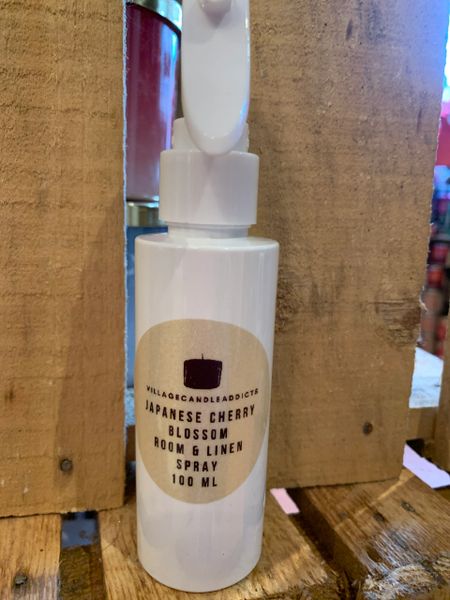 VILLAGECANDLEADDICTS
JAPANESE CHERRY
BLOSSOM
ROOM & LINEN
SPRAY
100 ML